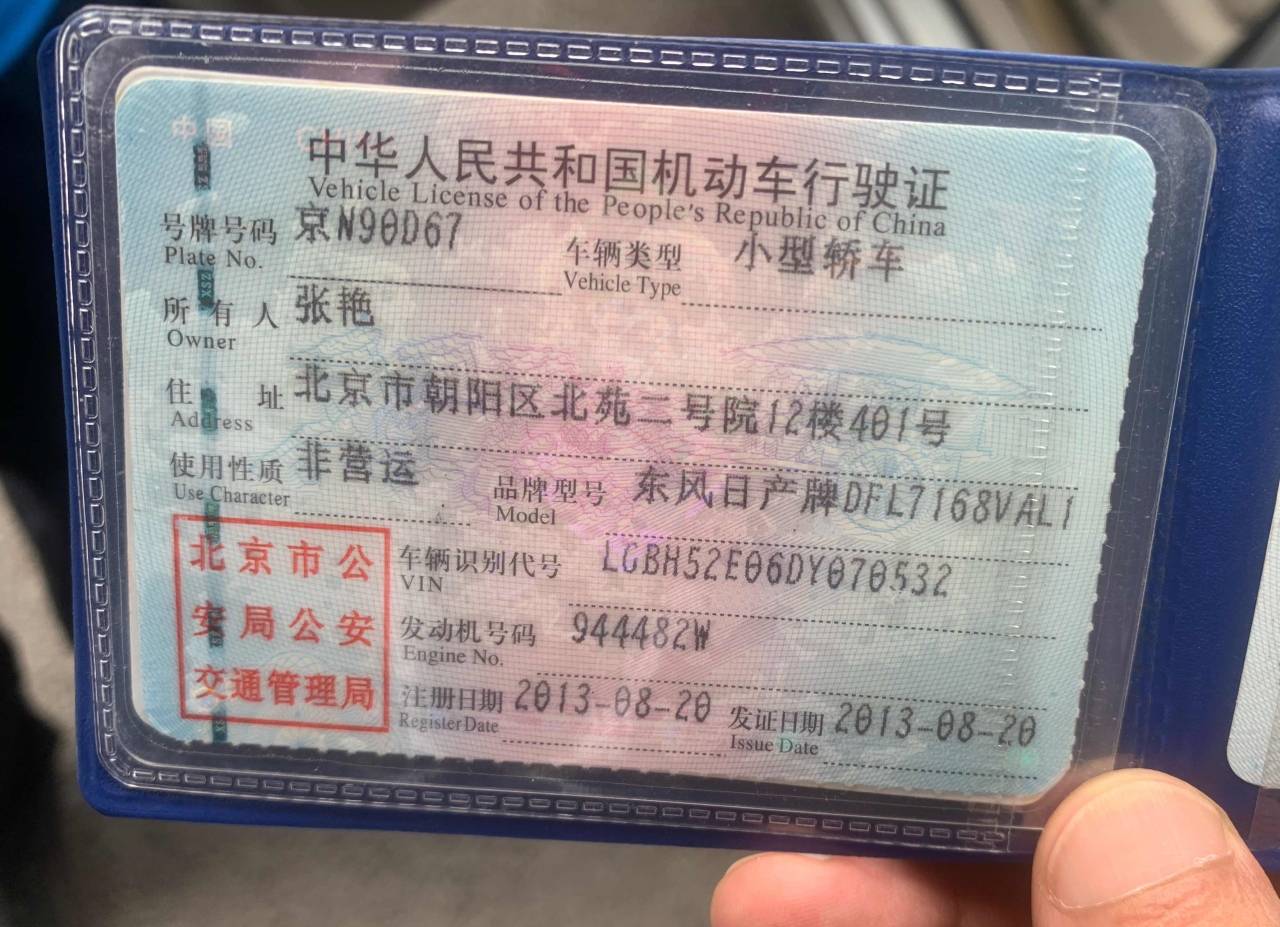 中国
中华人民共和国机动车行驶证
Vehicle License of the People's Republic of China
号牌号码 京N90D67 车辆类型 小型轿车
Plate No. Vehicle Type
所有人 张艳
Owner
住址 北京市朝阳区北苑二号院12楼401号
Address
使用性质 非营运 品牌型号 东风日产牌DFL7168VAL1
Use Character Model
北京市公
安局公安
交通管理局
车辆识别代号 LGBH52E06DY070532
VIN
发动机号码 944482W
Engine No.
注册日期 2013-08-20 发证日期 2013-08-20
Register Date Issue Date